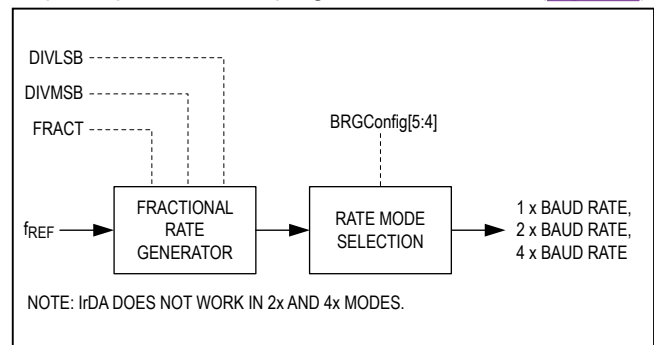 DIVLSB
DIVMSB
FRACT
BRGConfig[5:4]
fREF
FRACTIONAL
RATE
GENERATOR
RATE MODE
SELECTION
1 x BAUD RATE,
2 x BAUD RATE,
4 x BAUD RATE
NOTE: IrDA DOES NOT WORK IN 2x AND 4x MODES.